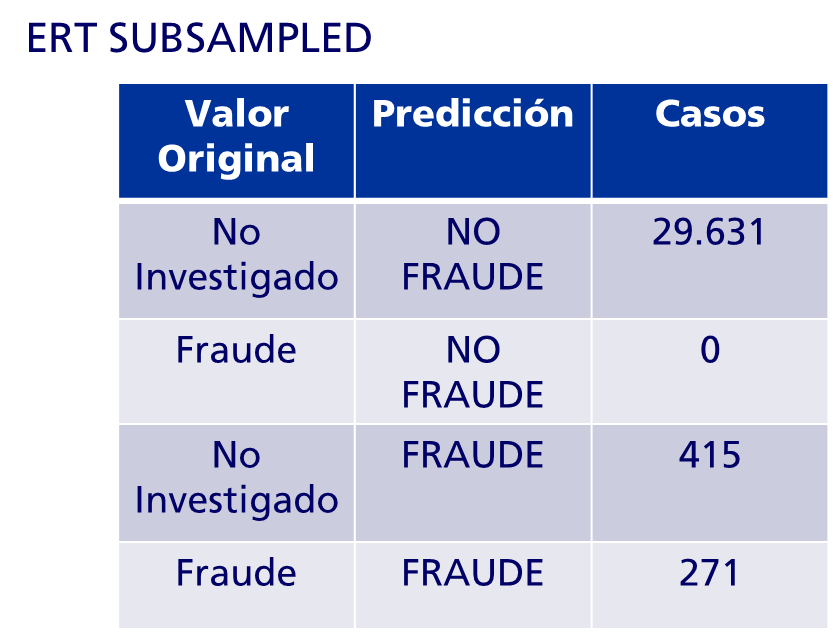 ERT SUBSAMPLED
Valor Predicción Casos
Original
No NO 29.631
Investigado FRAUDE
Fraude NO 0
FRAUDE
No FRAUDE 415
Investigado
Fraude FRAUDE 271